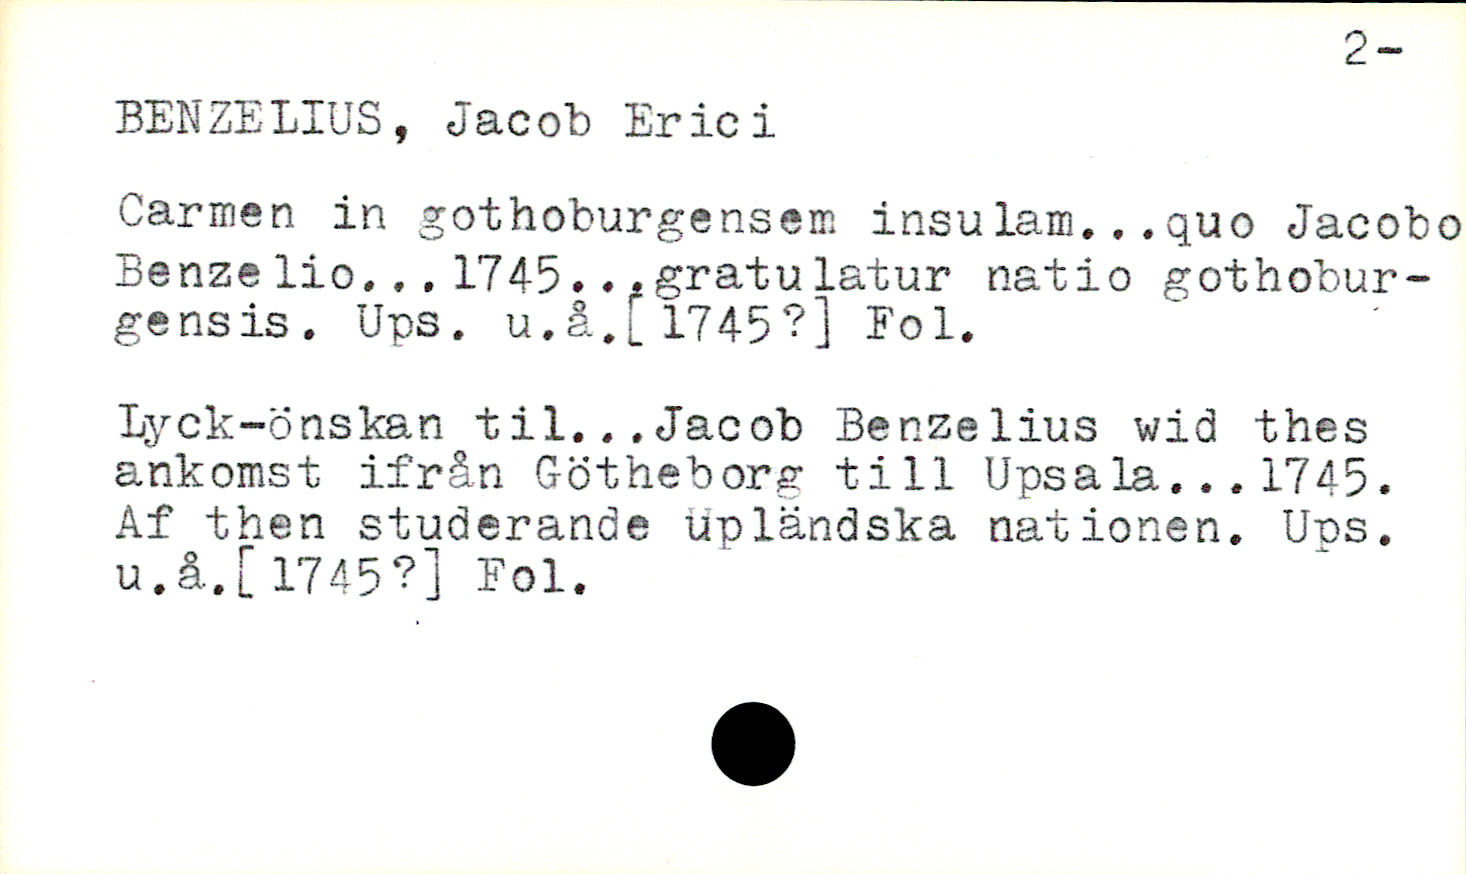 2-
BENZELIUS, Jacob Erici
Carmen in gothoburgensem insulam...quo Jacobo
Benzelio...1745...gratulatur natio gothobur-
gensis. Ups. u.å.[1745?] Fol.
Lyck-önskan til...Jacob Benzelius wid thes
ankomst ifrån Götheborg till Upsala...1745.
Af then studerande upländska nationen. Ups.
u.å.[1745?] Fol.